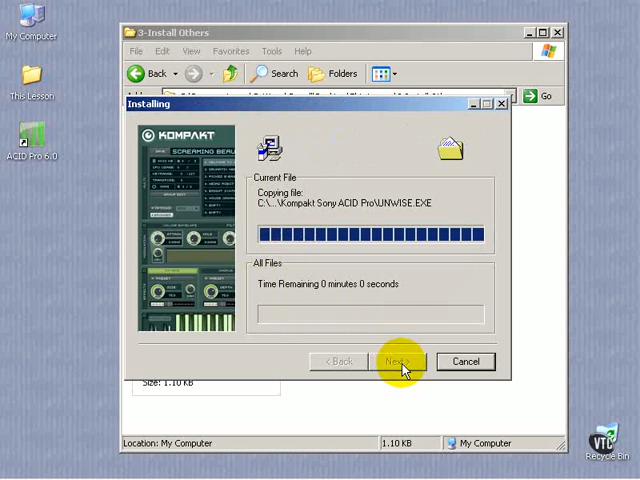 My Computer
This Lesson
ACID Pro 6.0
3-Install Others
File Edit View Favorites Tools Help
Back Search Folders
Go
Installing
KOMPAKT
Current File
Copying file:
C:\...\Kompakt Sony ACID Pro\UNWISE.EXE
All Files
Time Remaining 0 minutes 0 seconds
< Back Next > Cancel
Size: 1.10 KB
Location: My Computer 1.10 KB My Computer
VTC
Recycle Bin